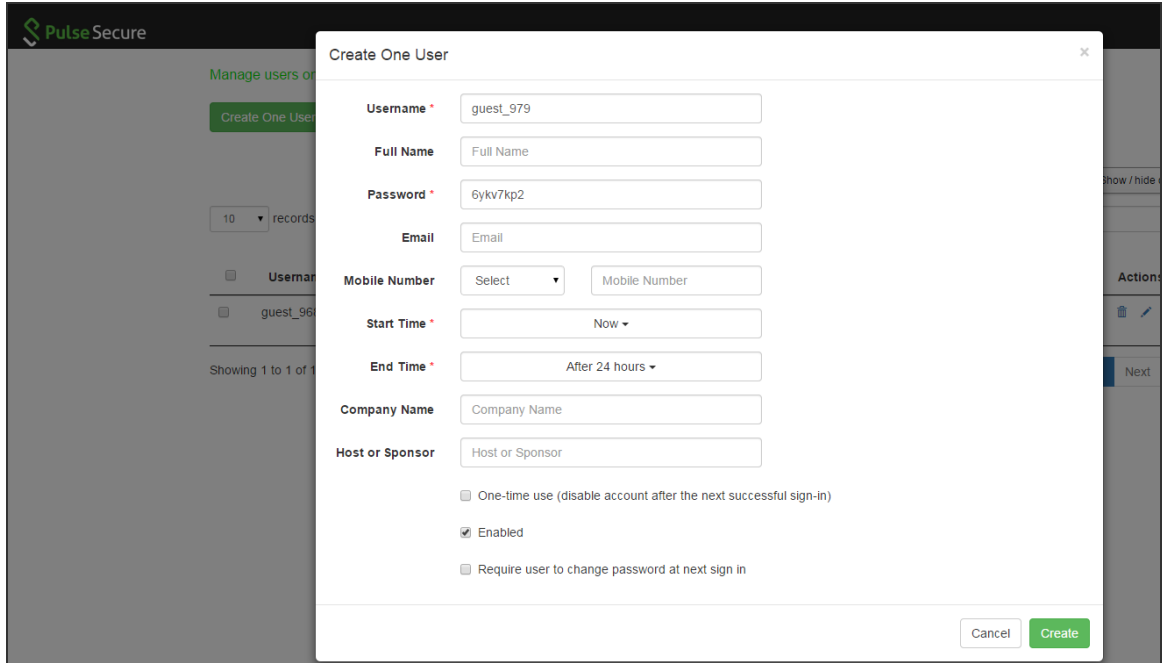 Pulse Secure
Create One User
×
Manage users or
Create One User
Username * guest_979
Full Name Full Name
Password * 6ykv7kp2
Show / hide
10 records
Email Email
Mobile Number Select Mobile Number
Usernam
Actions
guest_968
Start Time * Now
Showing 1 to 1 of 1
End Time * After 24 hours
Next
Company Name Company Name
Host or Sponsor Host or Sponsor
One-time use (disable account after the next successful sign-in)
Enabled
Require user to change password at next sign in
Cancel Create